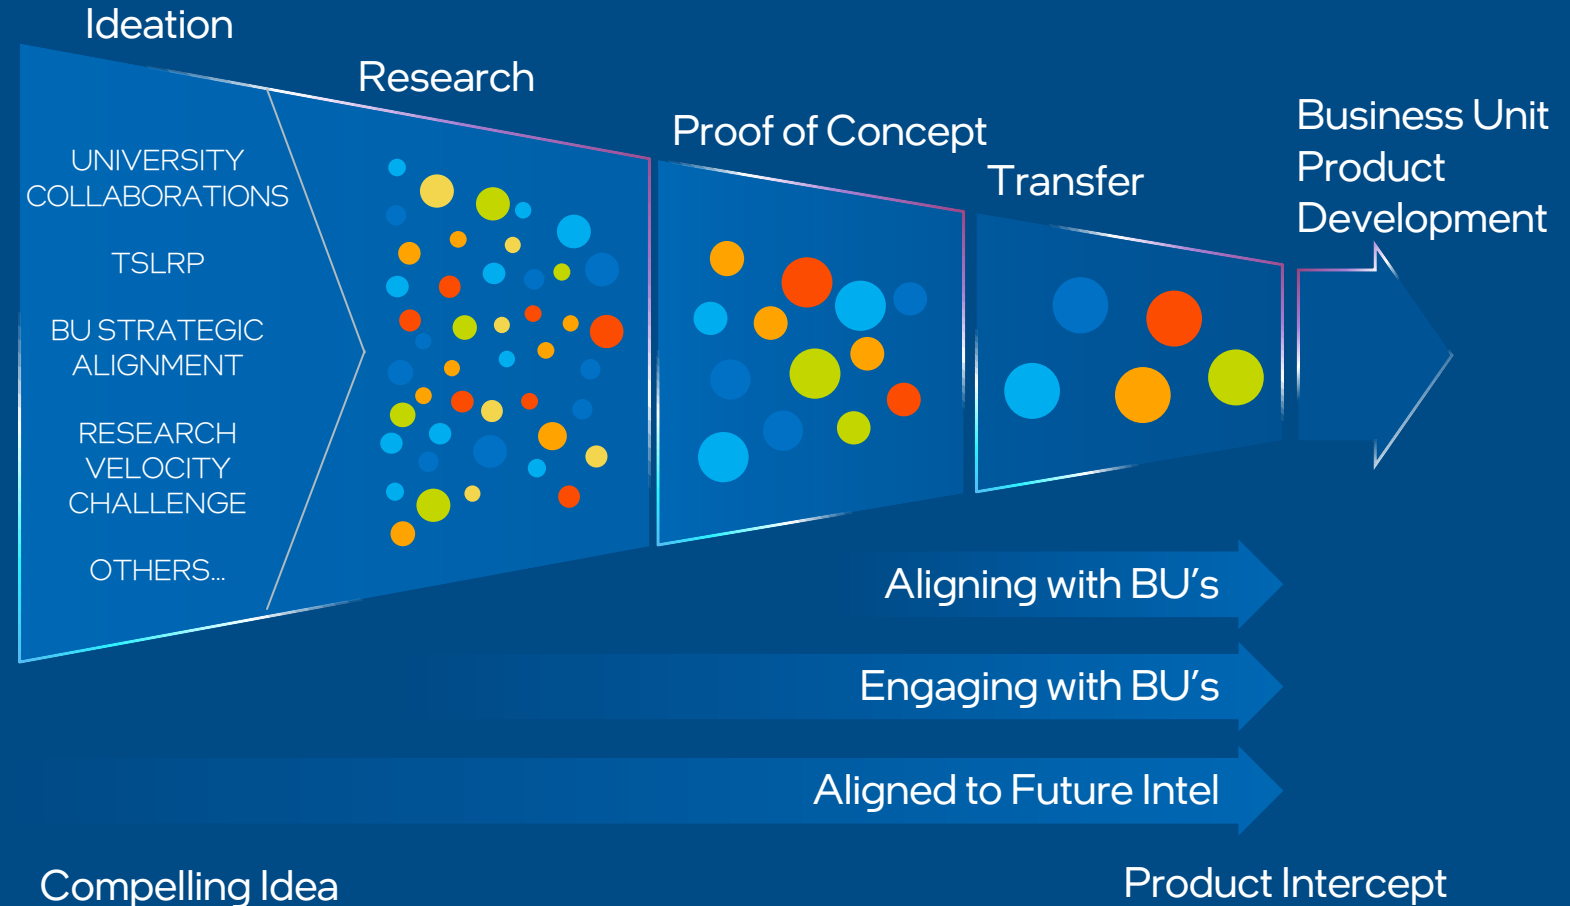 Ideation
Research
Proof of Concept
Transfer
Business Unit
Product
Development
UNIVERSITY
COLLABORATIONS
TSLRP
BU STRATEGIC
ALIGNMENT
RESEARCH
VELOCITY
CHALLENGE
OTHERS...
Aligning with BU's
Engaging with BU's
Aligned to Future Intel
Compelling Idea
Product Intercept